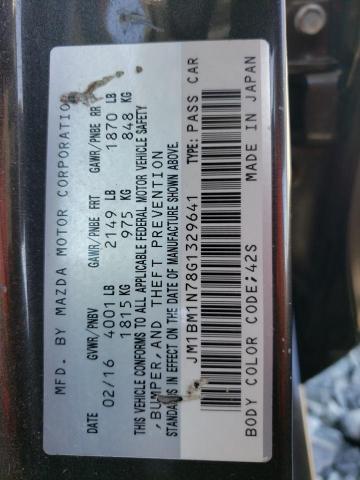 MFD. BY MAZDA MOTOR CORPORATION
DATE GVWR/PNBV GAWR/PNBE FRT GAWR/PNBE RR
02/16 4001 LB 2149 LB 1870 LB
1815 KG 975 KG 848 KG
THIS VEHICLE CONFORMS TO ALL APPLICABLE FEDERAL MOTOR VEHICLE SAFETY
,BUMPER,AND THEFT PREVENTION
STANDARDS IN EFFECT ON THE DATE OF MANUFACTURE SHOWN ABOVE.
JM1BM1N78G1329641 TYPE: PASS CAR
BODY COLOR CODE;42S MADE IN JAPAN